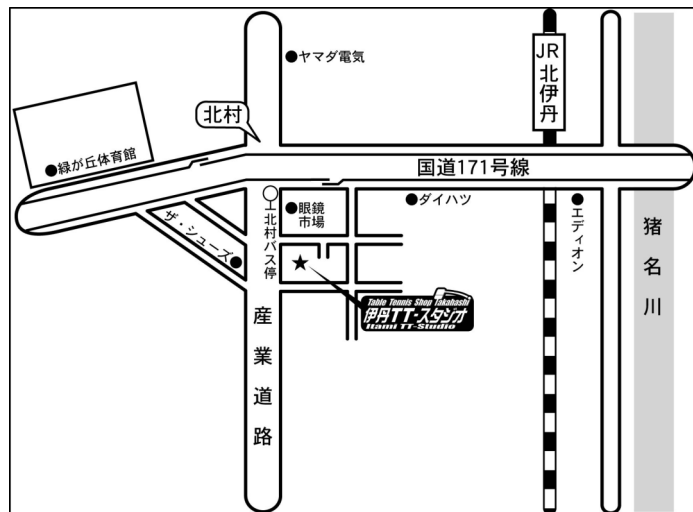 ヤマダ電気
JR
北伊丹
北村
緑が丘体育館
国道171号線
ザ・シューズ
北村バス停
眼鏡
市場
ダイハツ
エディオン
猪名川
Table Tennis Shop Takahashi
伊丹TT-スタジオ
Itami TT-Studio
産業道路